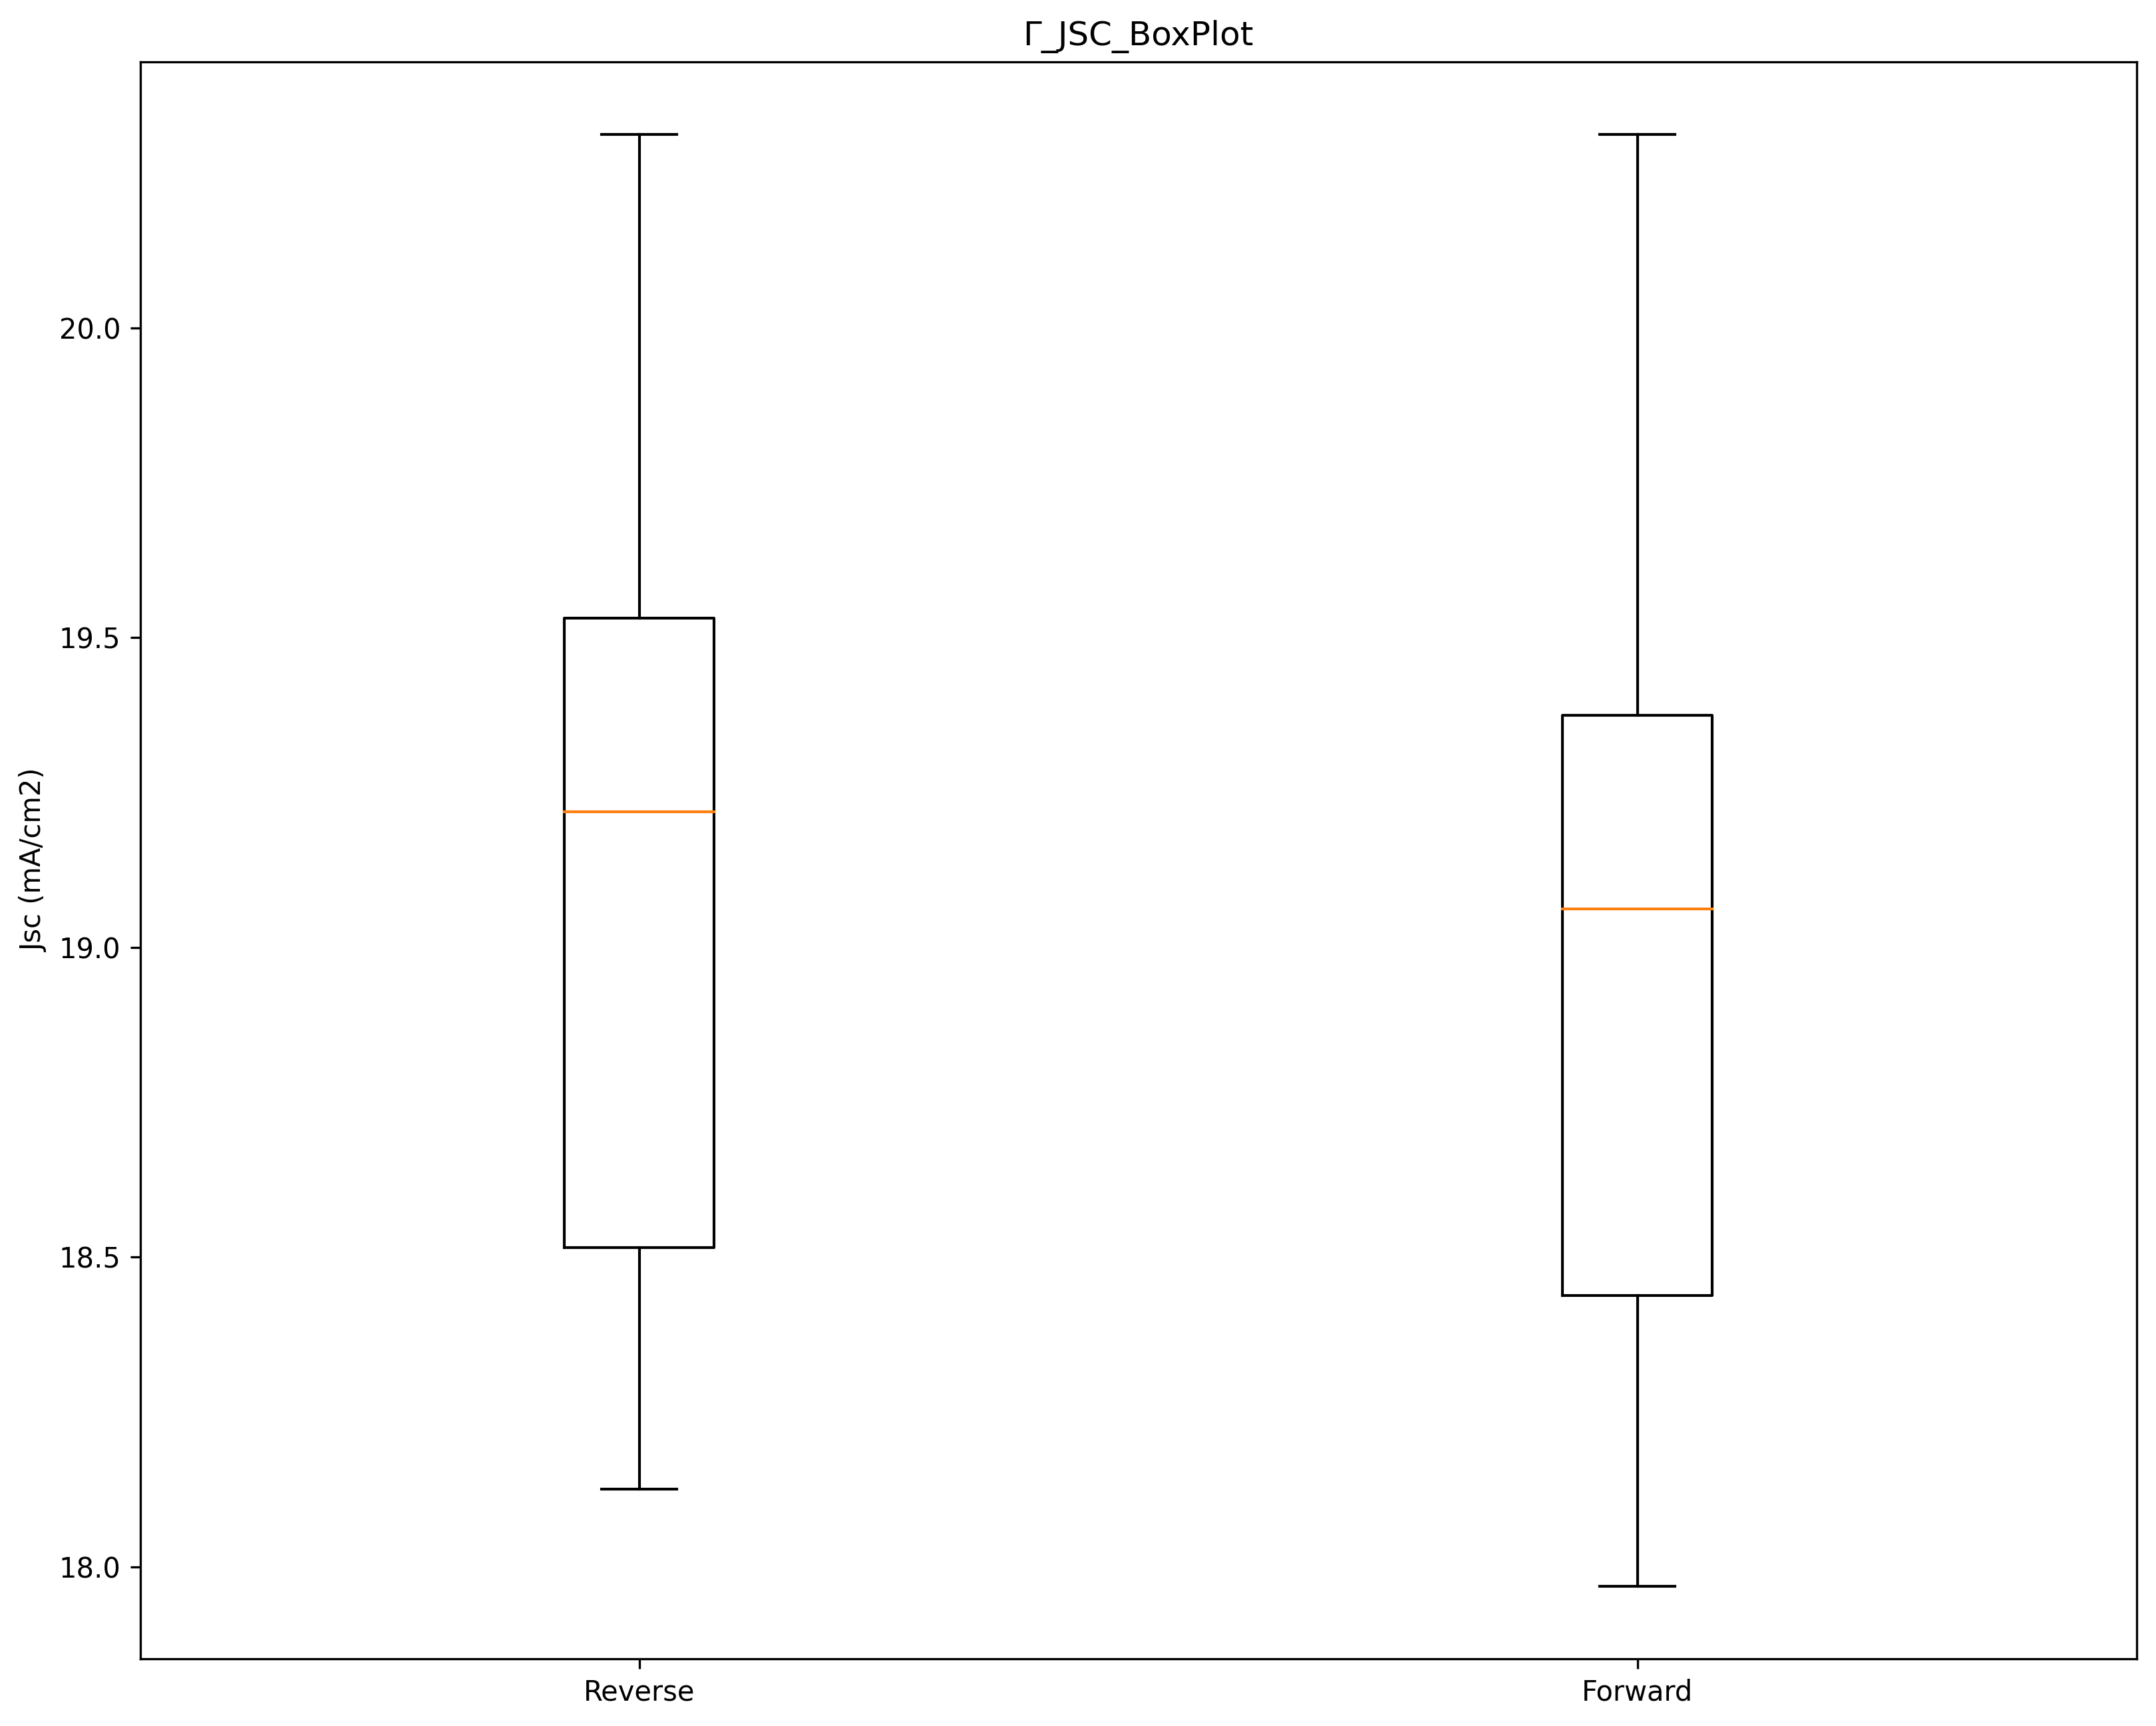 Γ_JSC_BoxPlot
Jsc (mA/cm2)
20.0
19.5
19.0
18.5
18.0
Reverse
Forward